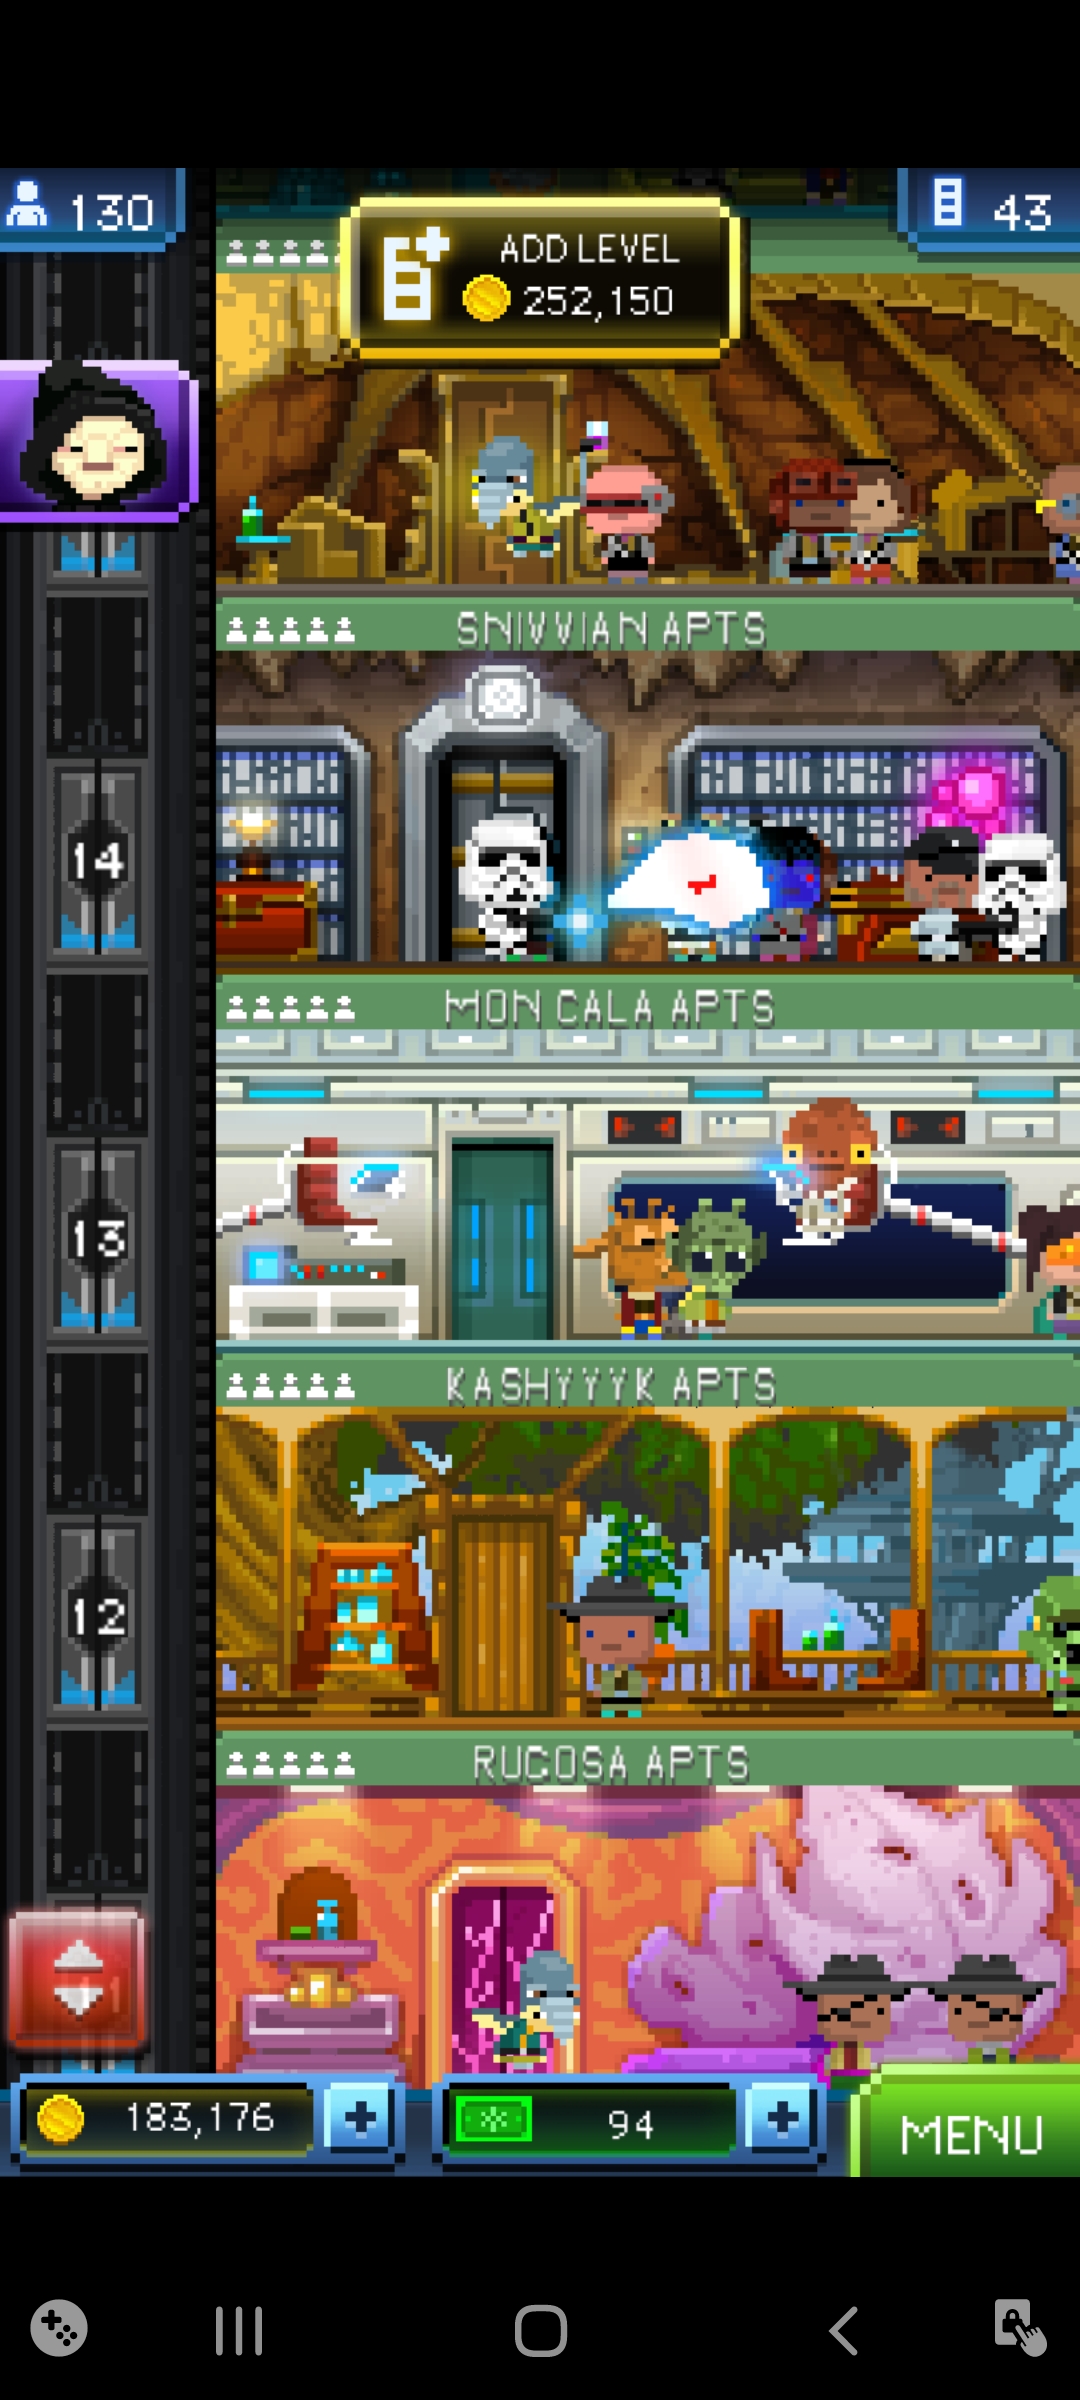 130
ADD LEVEL
252,150
43
SNIVVIAN APTS
14
MON CALA APTS
13
KASHYYYK APTS
12
RUGOSA APTS
183,176
94
MENU